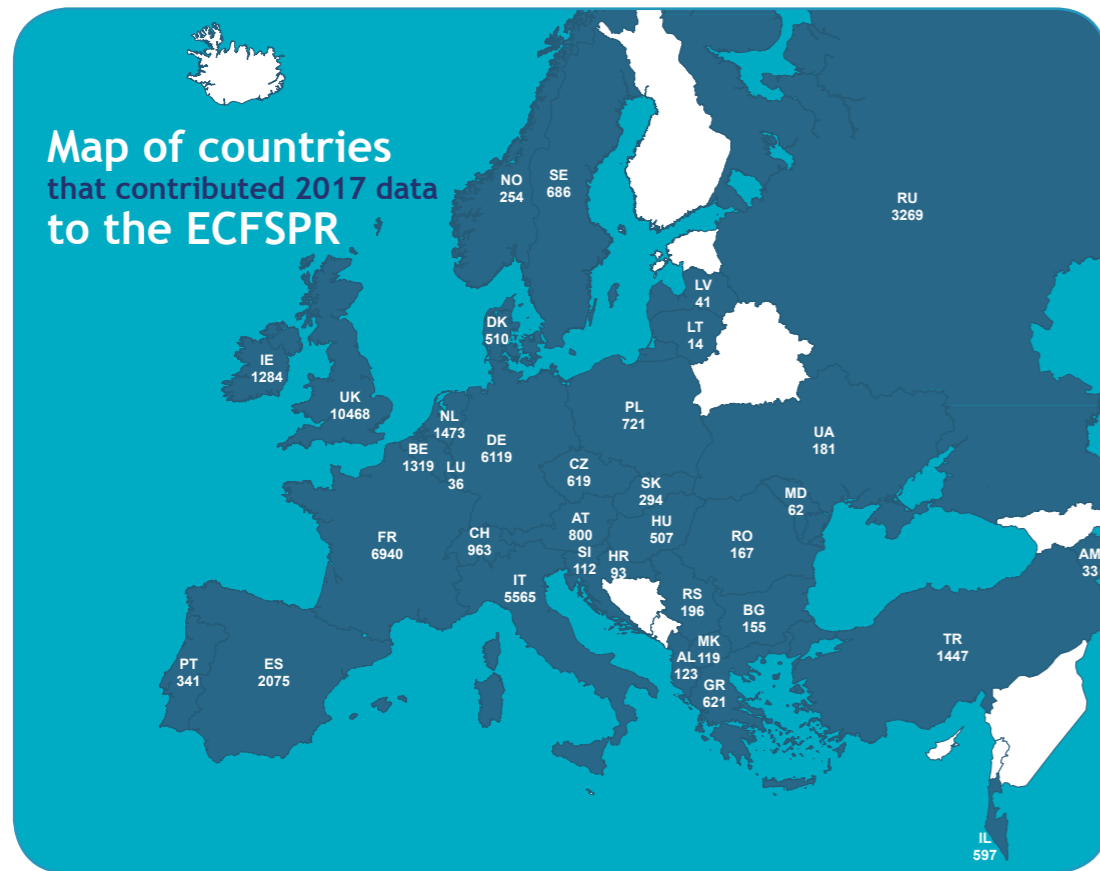 Map of countries
that contributed 2017 data
to the ECFSPR
NO
254
SE
686
RU
3269
LV
41
LT
14
DK
510
IE
1284
UK
10468
NL
1473
BE
1319
LU
36
DE
6119
PL
721
UA
181
CZ
619
SK
294
MD
62
FR
6940
CH
963
AT
800
HU
507
RO
167
SI
112
HR
93
IT
5565
RS
196
BG
155
AM
33
MK
119
AL
123
GR
621
TR
1447
PT
341
ES
2075
IL
597